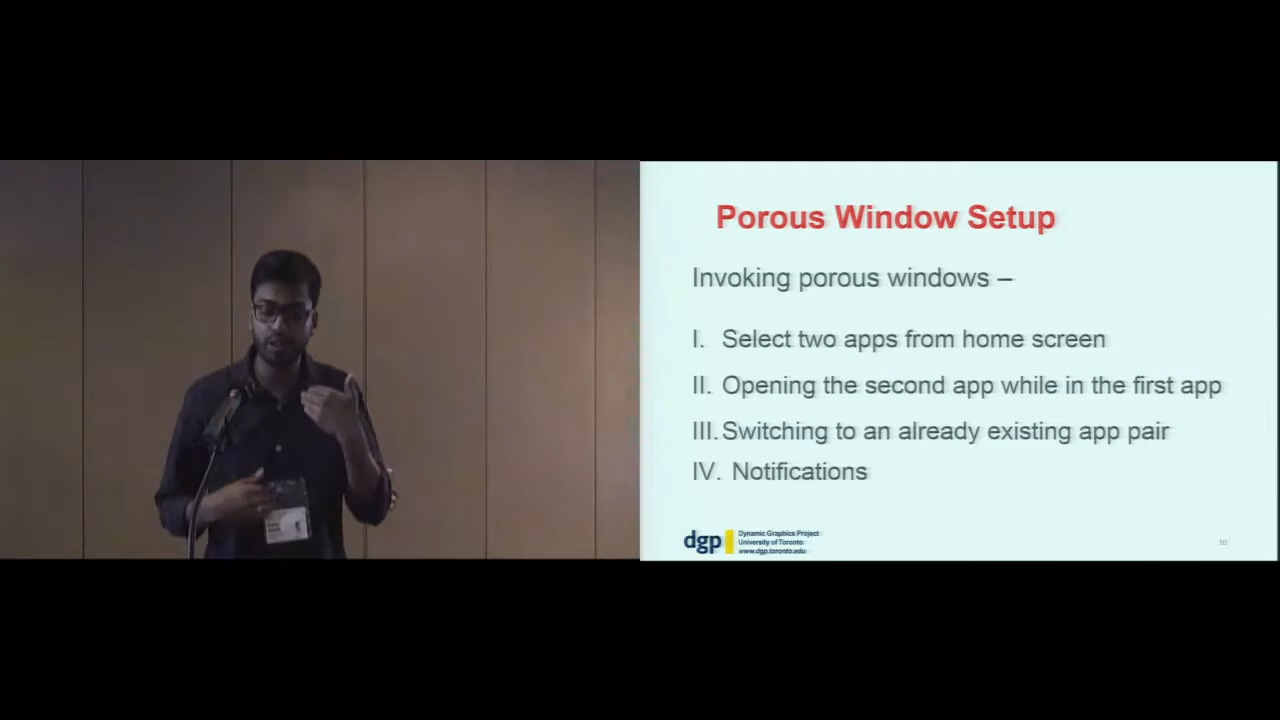 Porous Window Setup
Invoking porous windows –
I. Select two apps from home screen
II. Opening the second app while in the first app
III. Switching to an already existing app pair
IV. Notifications
dgp
Dynamic Graphics Project
University of Toronto
www.dgp.toronto.edu
10